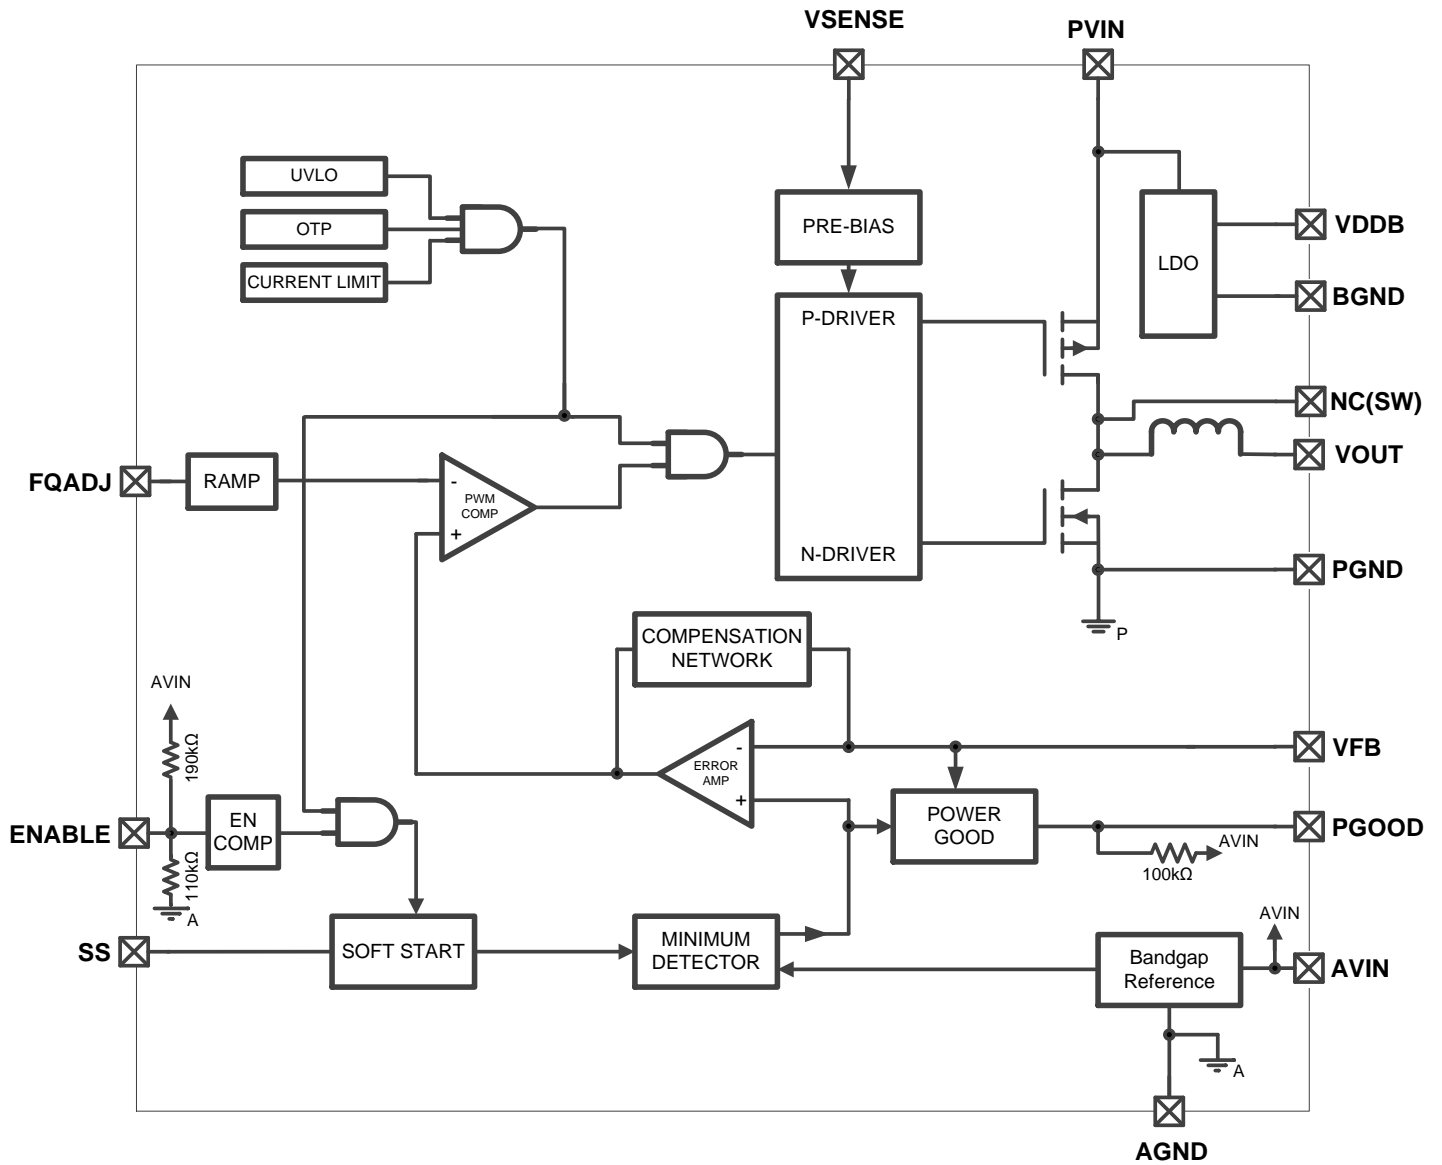 VSENSE
PVIN
UVLO
OTP
CURRENT LIMIT
PRE-BIAS
P-DRIVER
N-DRIVER
LDO
VDDB
BGND
NC(SW)
VOUT
PGND
P
FQADJ
RAMP
-
PWM
COMP
+
COMPENSATION
NETWORK
AVIN
190kΩ
ENABLE
EN
COMP
110kΩ
A
-
ERROR
AMP
+
VFB
POWER
GOOD
PGOOD
AVIN
100kΩ
SS
SOFT START
MINIMUM
DETECTOR
Bandgap
Reference
AVIN
AVIN
A
AGND